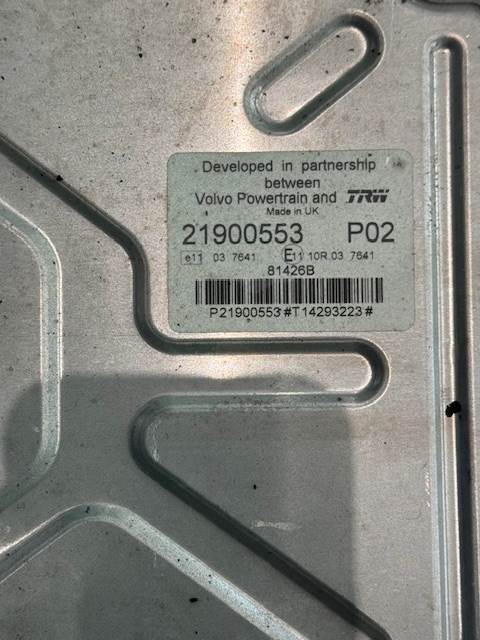 Developed in partnership
between
Volvo Powertrain and TRW
Made in UK
21900553 P02
e11 03 7641 E11 10R.03 7641
81426B
P21900553#T14293223#